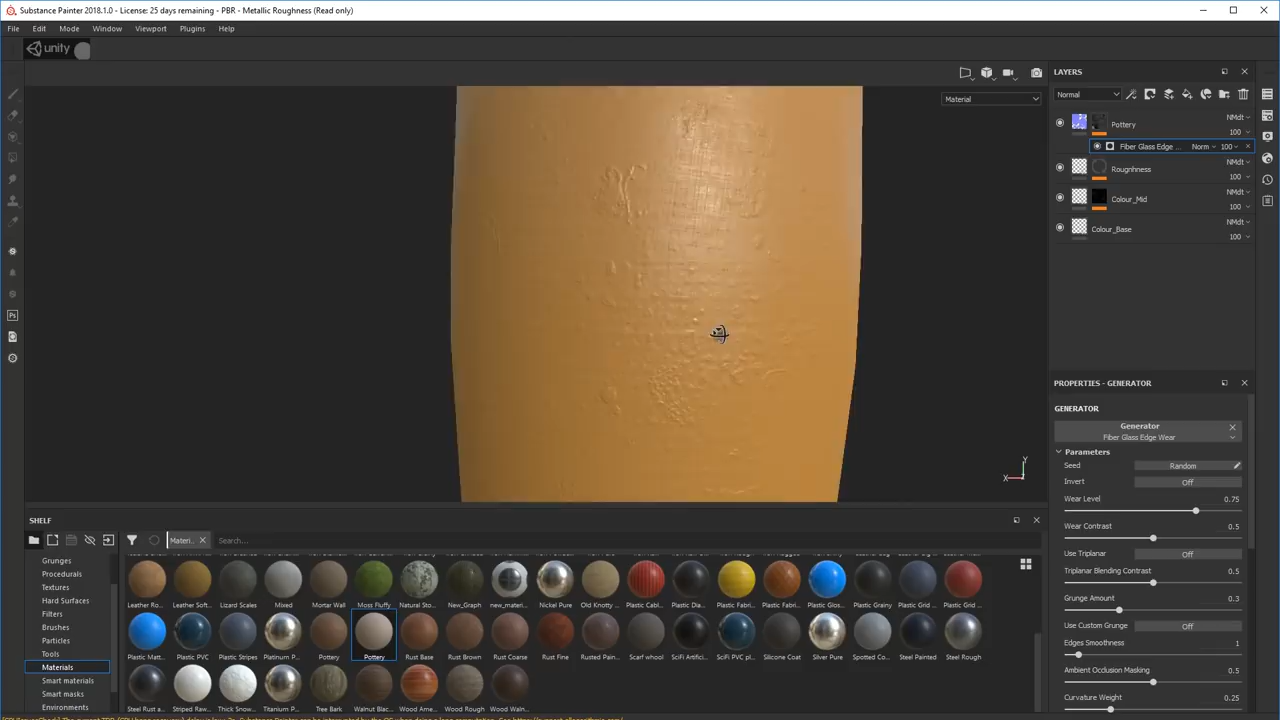 Substance Painter 2018.1.0 - License: 25 days remaining - PBR - Metallic Roughness (Read only)
File Edit Mode Window Viewport Plugins Help
unity
LAYERS
Material
Normal
Pottery NMdt
100
Fiber Glass Edge ... Norm 100
Rougnhness NMdt
100
Colour_Mid NMdt
100
Colour_Base NMdt
100
Y
X
PROPERTIES - GENERATOR
GENERATOR
Generator
Fiber Glass Edge Wear
Parameters
Seed Random
Invert Off
Wear Level 0.75
Wear Contrast 0.5
Use Triplanar Off
Triplanar Blending Contrast 0.5
Grunge Amount 0.3
Use Custom Grunge Off
Edges Smoothness 1
Ambient Occlusion Masking 0.5
Curvature Weight 0.25
SHELF
Materi... Search...
Grunges
Procedurals
Textures
Hard Surfaces
Filters
Brushes
Particles
Tools
Materials
Smart materials
Smart masks
Environments
Leather Ro... Leather Soft... Lizard Scales Mixed Mortar Wall Moss Fluffy Natural Sto... New_Graph new_materi... Nickel Pure Old Knotty ... Plastic Cabl... Plastic Dia... Plastic Fabri... Plastic Fabri... Plastic Glos... Plastic Grainy Plastic Grid ... Plastic Grid ...
Plastic Matt... Plastic PVC Plastic Stripes Platinum P... Pottery Pottery Rust Base Rust Brown Rust Coarse Rust Fine Rusted Pain... Scarf whool SciFi Artifici... SciFi PVC pl... Silicone Coat Silver Pure Spotted Co... Steel Painted Steel Rough
Steel Rust a... Striped Raw... Thick Snow... Titanium P... Tree Bark Walnut Blac... Wood Ame... Wood Rough Wood Waln...